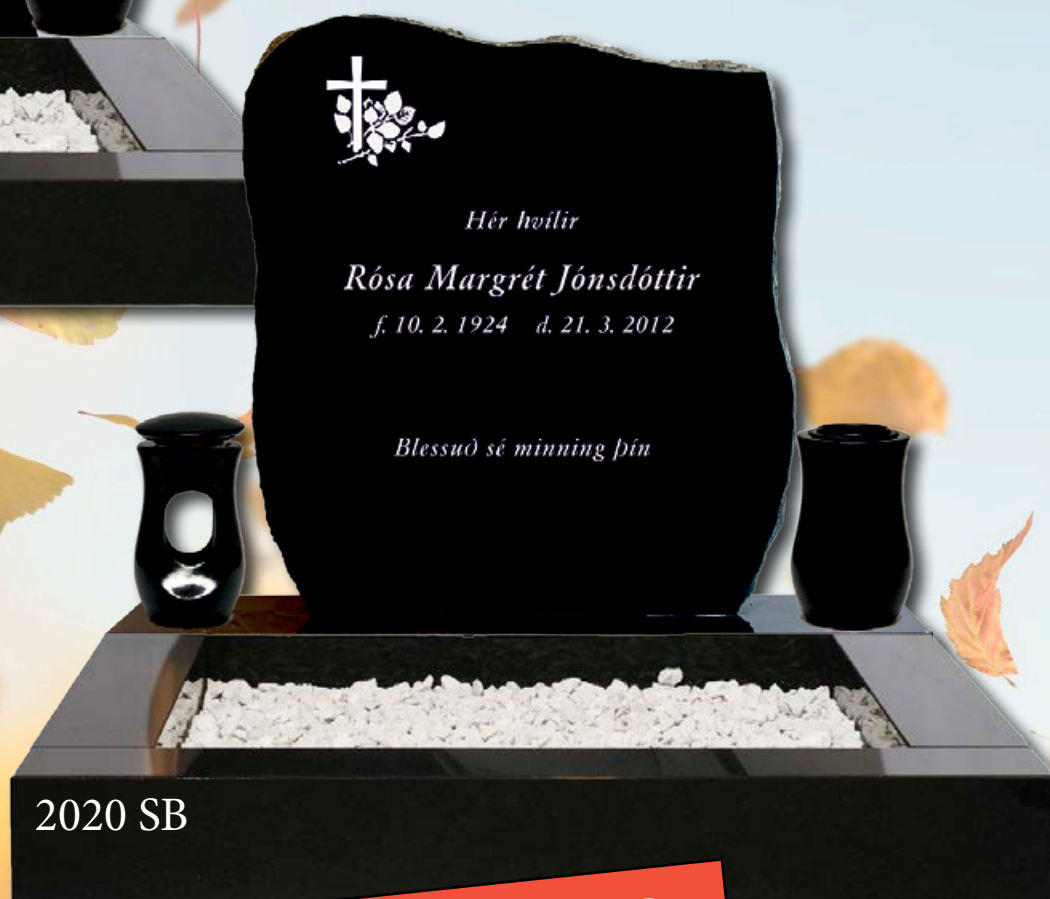 Hér hvílir
Rósa Margrét Jónsdóttir
f. 10. 2. 1924 d. 21. 3. 2012
Blessuð sé minning þín
2020 SB